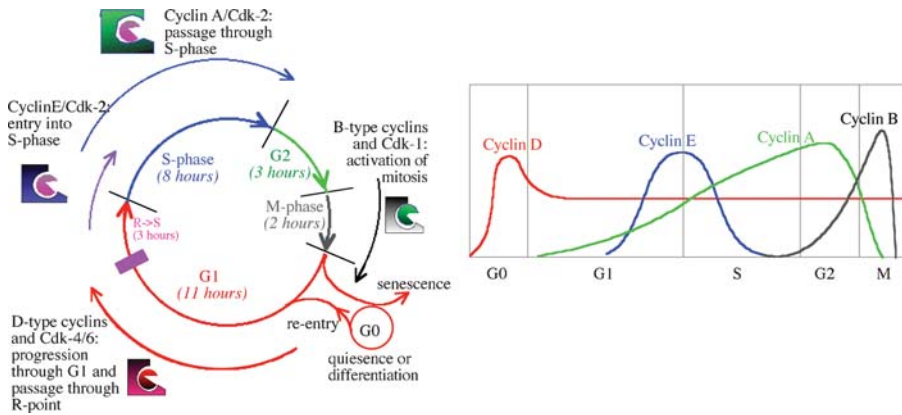 Cyclin A/Cdk-2:
passage through
S-phase
CyclinE/Cdk-2:
entry into
S-phase
S-phase
(8 hours)
G2
(3 hours)
B-type cyclins
and Cdk-1:
activation of
mitosis
M-phase
(2 hours)
R->S
(3 hours)
G1
(11 hours)
senescence
re-entry
G0
quiesence or
differentiation
D-type cyclins
and Cdk-4/6:
progression
through G1 and
passage through
R-point
Cyclin D
Cyclin E
Cyclin A
Cyclin B
G0
G1
S
G2
M